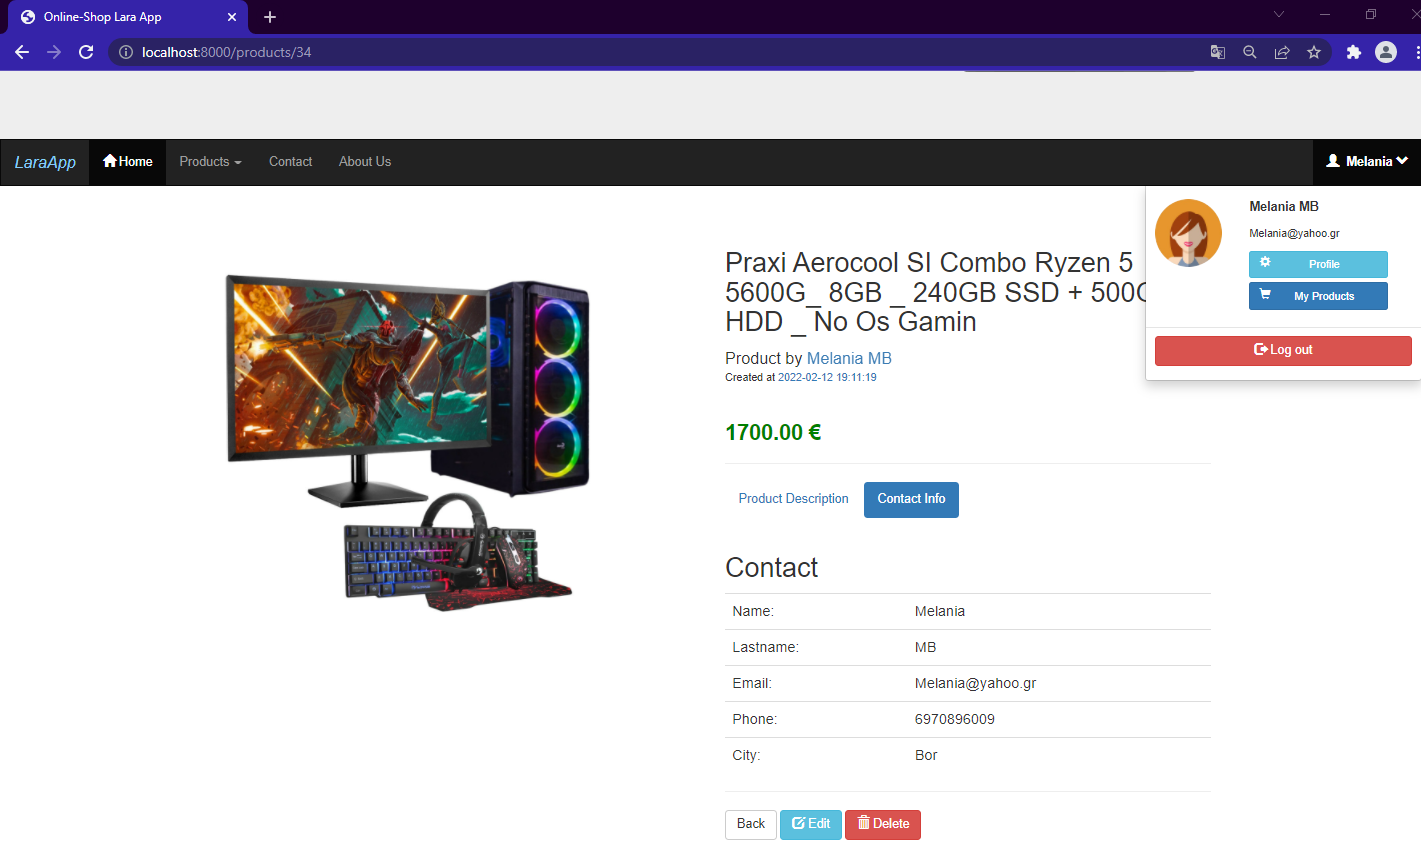 Online-Shop Lara App
localhost:8000/products/34
LaraApp Home Products Contact About Us Melania
Melania MB
Melania@yahoo.gr
Profile
My Products
Log out
Praxi Aerocool SI Combo Ryzen 5
5600G_ 8GB _ 240GB SSD + 500G
HDD _ No Os Gamin
Product by Melania MB
Created at 2022-02-12 19:11:19
1700.00 €
Product Description Contact Info
Contact
Name: Melania
Lastname: MB
Email: Melania@yahoo.gr
Phone: 6970896009
City: Bor
Back Edit Delete